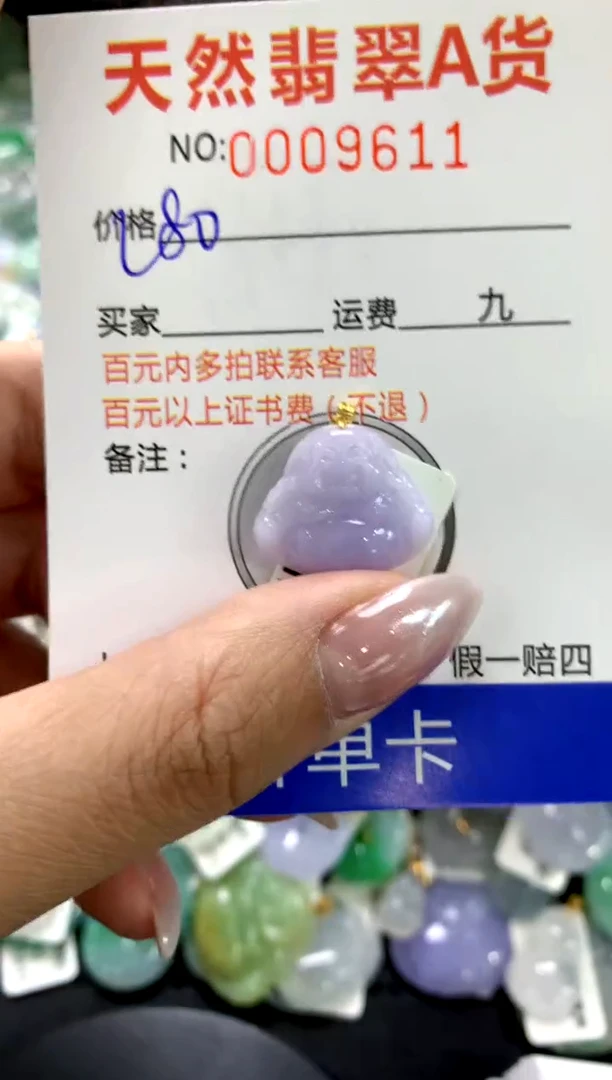 天然翡翠A货
NO:0009611
价格 680
买家 运费 九
百元内多拍联系客服
百元以上证书费（不退）
备注：
假一赔四
单卡